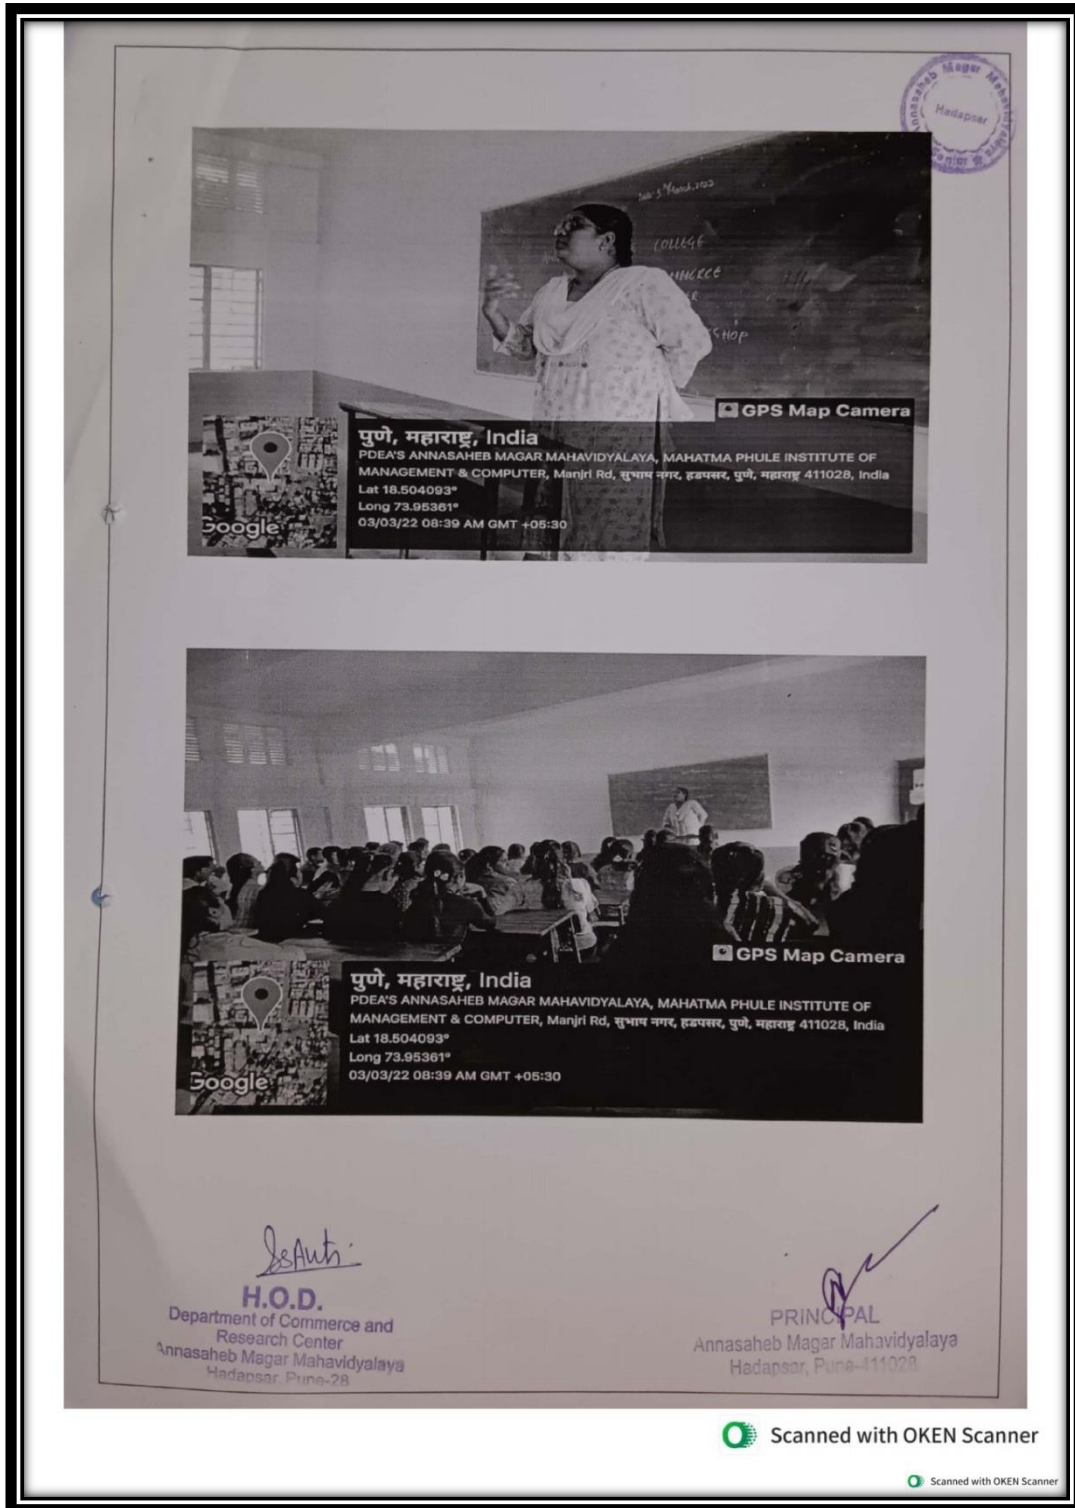 Annasaheb Magar Mahavidyalaya
Hadapsar
COLLEGE
GPS Map Camera
पुणे, महाराष्ट्र, India
PDEA'S ANNASAHEB MAGAR MAHAVIDYALAYA, MAHATMA PHULE INSTITUTE OF
MANAGEMENT & COMPUTER, Manjri Rd, सुभाष नगर, हडपसर, पुणे, महाराष्ट्र 411028, India
Lat 18.504093°
Long 73.95361°
03/03/22 08:39 AM GMT +05:30
Google
GPS Map Camera
पुणे, महाराष्ट्र, India
PDEA'S ANNASAHEB MAGAR MAHAVIDYALAYA, MAHATMA PHULE INSTITUTE OF
MANAGEMENT & COMPUTER, Manjri Rd, सुभाष नगर, हडपसर, पुणे, महाराष्ट्र 411028, India
Lat 18.504093°
Long 73.95361°
03/03/22 08:39 AM GMT +05:30
Google
H.O.D.
Department of Commerce and
Research Center
Annasaheb Magar Mahavidyalaya
Hadapsar, Pune-28
PRINCIPAL
Annasaheb Magar Mahavidyalaya
Hadapsar, Pune-411028
Scanned with OKEN Scanner
Scanned with OKEN Scanner